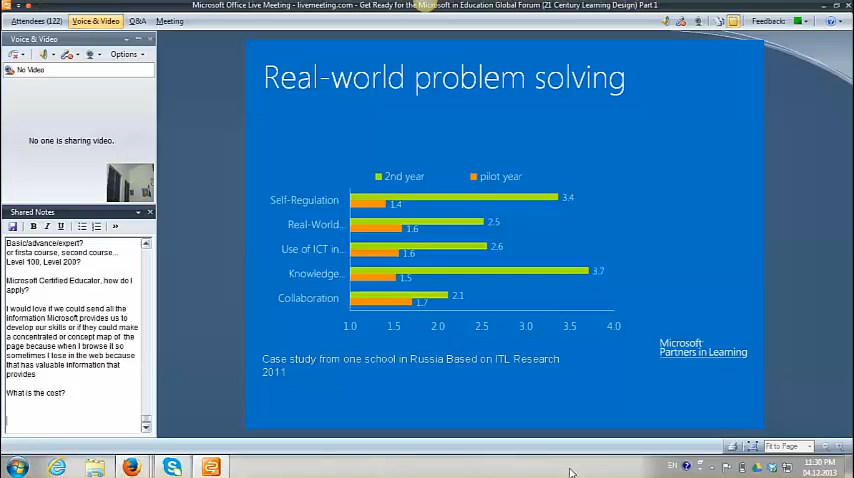 Microsoft Office Live Meeting - livemeeting.com - Get Ready for the Microsoft in Education Global Forum (21 Century Learning Design) Part 1
Attendees (122) Voice & Video Q&A Meeting
Feedback:
Voice & Video
Options
No Video
No one is sharing video.
Shared Notes
B I U
Basic/advance/expert?
or firsta course, second course...
Level 100, Level 200?
Microsoft Certified Educator, how do I
apply?
I would love if we could send all the
information Microsoft provides us to
develop our skills or if they could make
a concentrated or concept map of the
page because when I browse it so
sometimes I lose in the web because
that has valuable information that
provides
What is the cost?
Real-world problem solving
2nd year pilot year
Self-Regulation 3.4
1.4
Real-World... 2.5
1.6
Use of ICT in... 2.6
1.6
Knowledge... 3.7
1.5
Collaboration 2.1
1.7
1.0 1.5 2.0 2.5 3.0 3.5 4.0
Case study from one school in Russia Based on ITL Research
2011
Microsoft
Partners in Learning
Fit to Page
EN
11:30 PM
04.12.2013